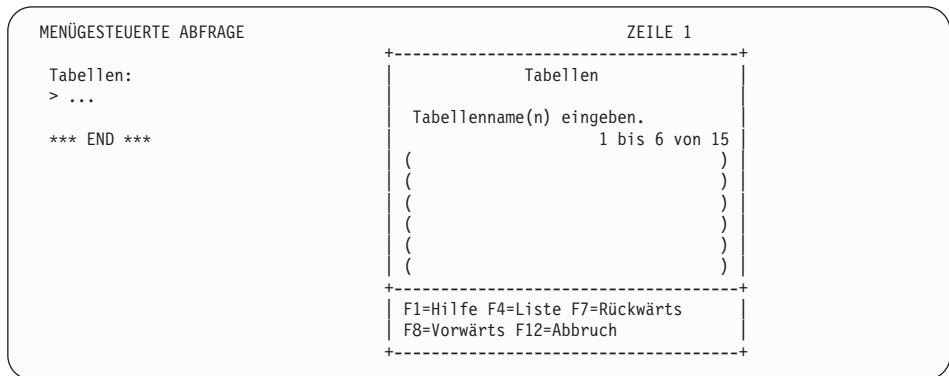 MENÜGESTEUERTE ABFRAGE ZEILE 1
+---------------------------------------+
Tabellen: | Tabellen |
> ... | |
| Tabellenname(n) eingeben. |
*** END *** | 1 bis 6 von 15 |
| ( ) |
| ( ) |
| ( ) |
| ( ) |
| ( ) |
| ( ) |
+---------------------------------------+
| F1=Hilfe F4=Liste F7=Rückwärts |
| F8=Vorwärts F12=Abbruch |
+---------------------------------------+